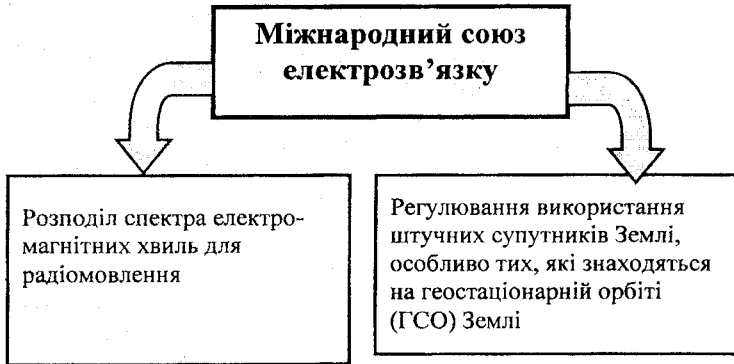 Міжнародний союз
електрозв’язку
Розподіл спектра електро-
магнітних хвиль для
радіомовлення
Регулювання використання
штучних супутників Землі,
особливо тих, які знаходяться
на геостаціонарній орбіті
(ГСО) Землі